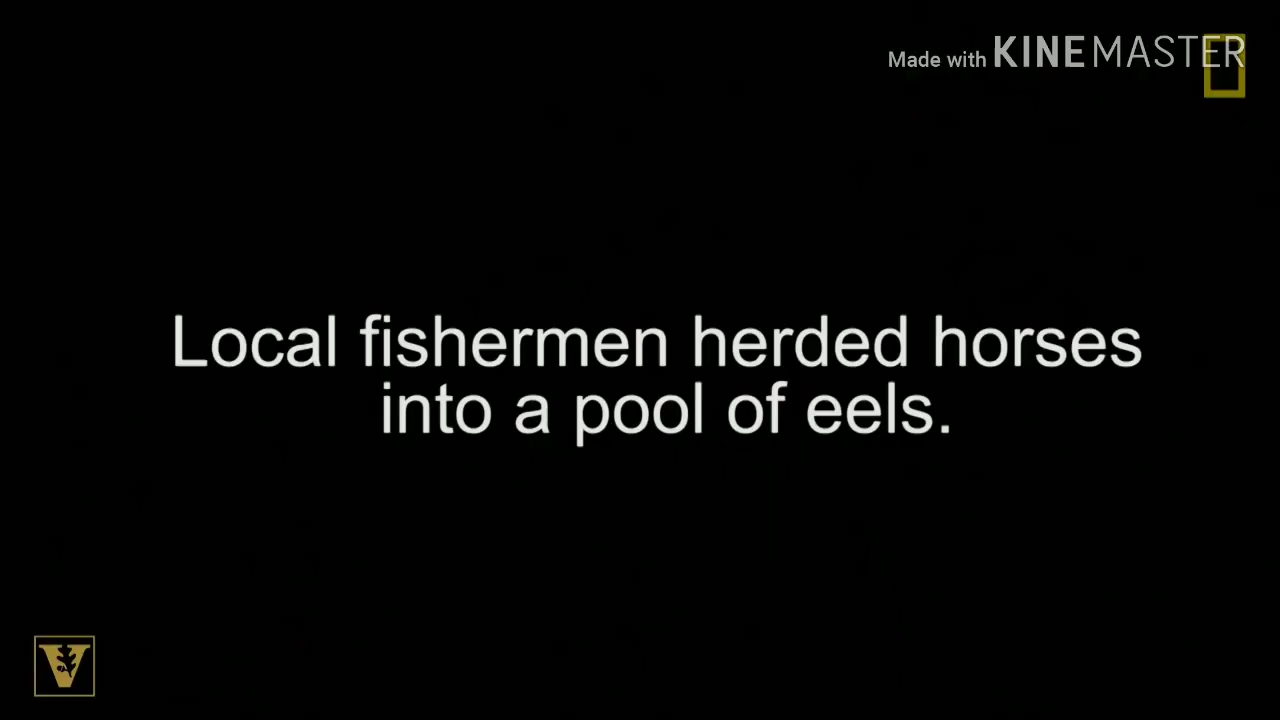 Made with KINEMASTER
Local fishermen herded horses
into a pool of eels.
V